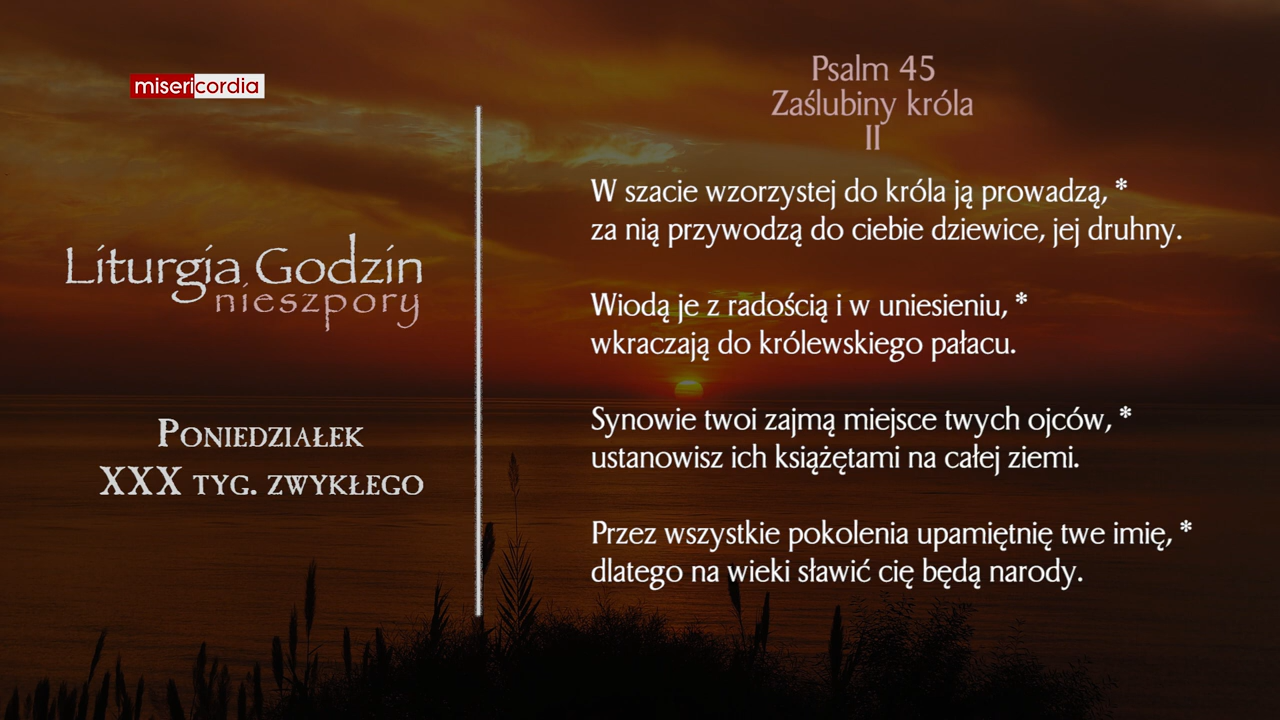 misericordia
Liturgia Godzin
nieszpory
Poniedziałek
XXX tyg. zwykłego
Psalm 45
Zaślubiny króla
II
W szacie wzorzystej do króla ją prowadzą, *
za nią przywodzą do ciebie dziewice, jej druhny.
Wiodą je z radością i w uniesieniu, *
wkraczają do królewskiego pałacu.
Synowie twoi zajmą miejsce twych ojców, *
ustanowisz ich książętami na całej ziemi.
Przez wszystkie pokolenia upamiętnię twe imię, *
dlatego na wieki sławić cię będą narody.